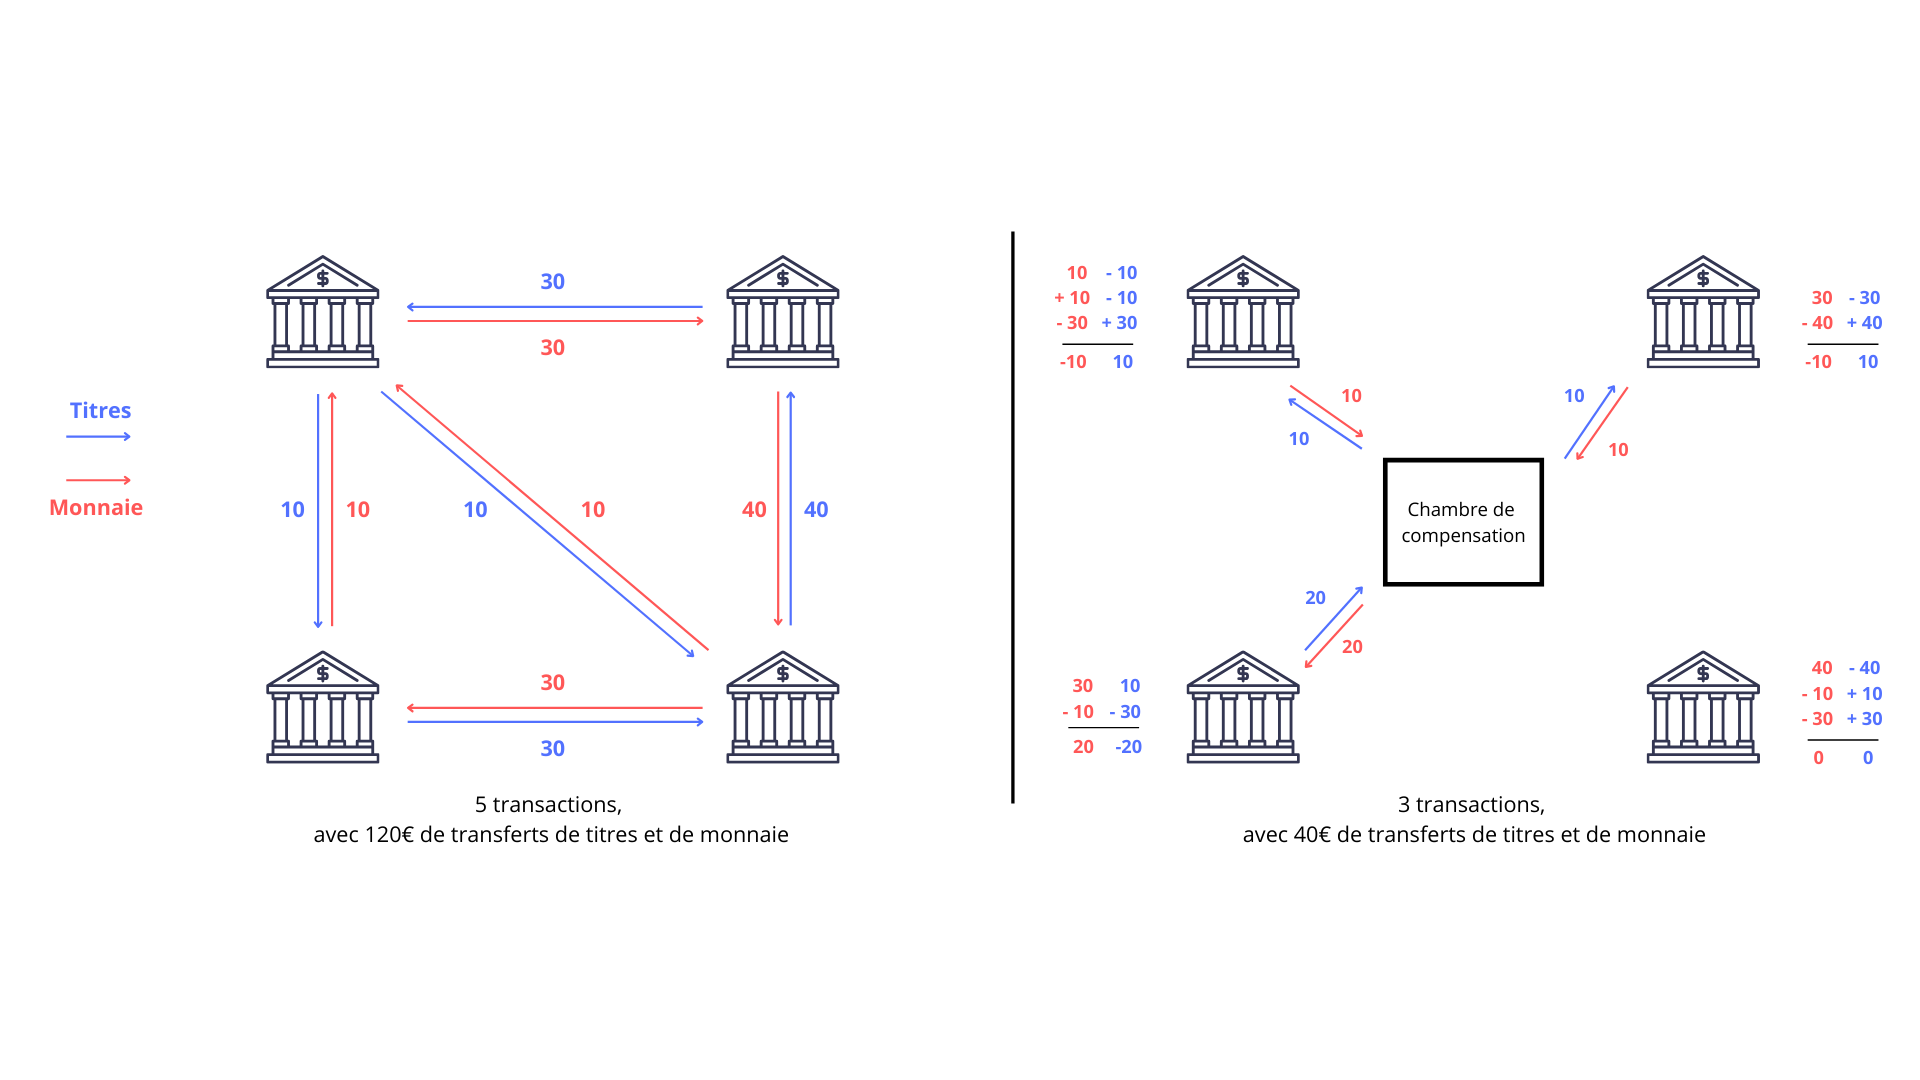 30
30
Titres
Monnaie
10
10
10
10
40
40
30
30
5 transactions,
avec 120€ de transferts de titres et de monnaie
10 - 10
+ 10 - 10
- 30 + 30
-10 10
30 - 30
- 40 + 40
-10 10
10
10
10
10
Chambre de
compensation
20
20
30 10
- 10 - 30
20 -20
40 - 40
- 10 + 10
- 30 + 30
0 0
3 transactions,
avec 40€ de transferts de titres et de monnaie
$
$
$
$
$
$
$
$